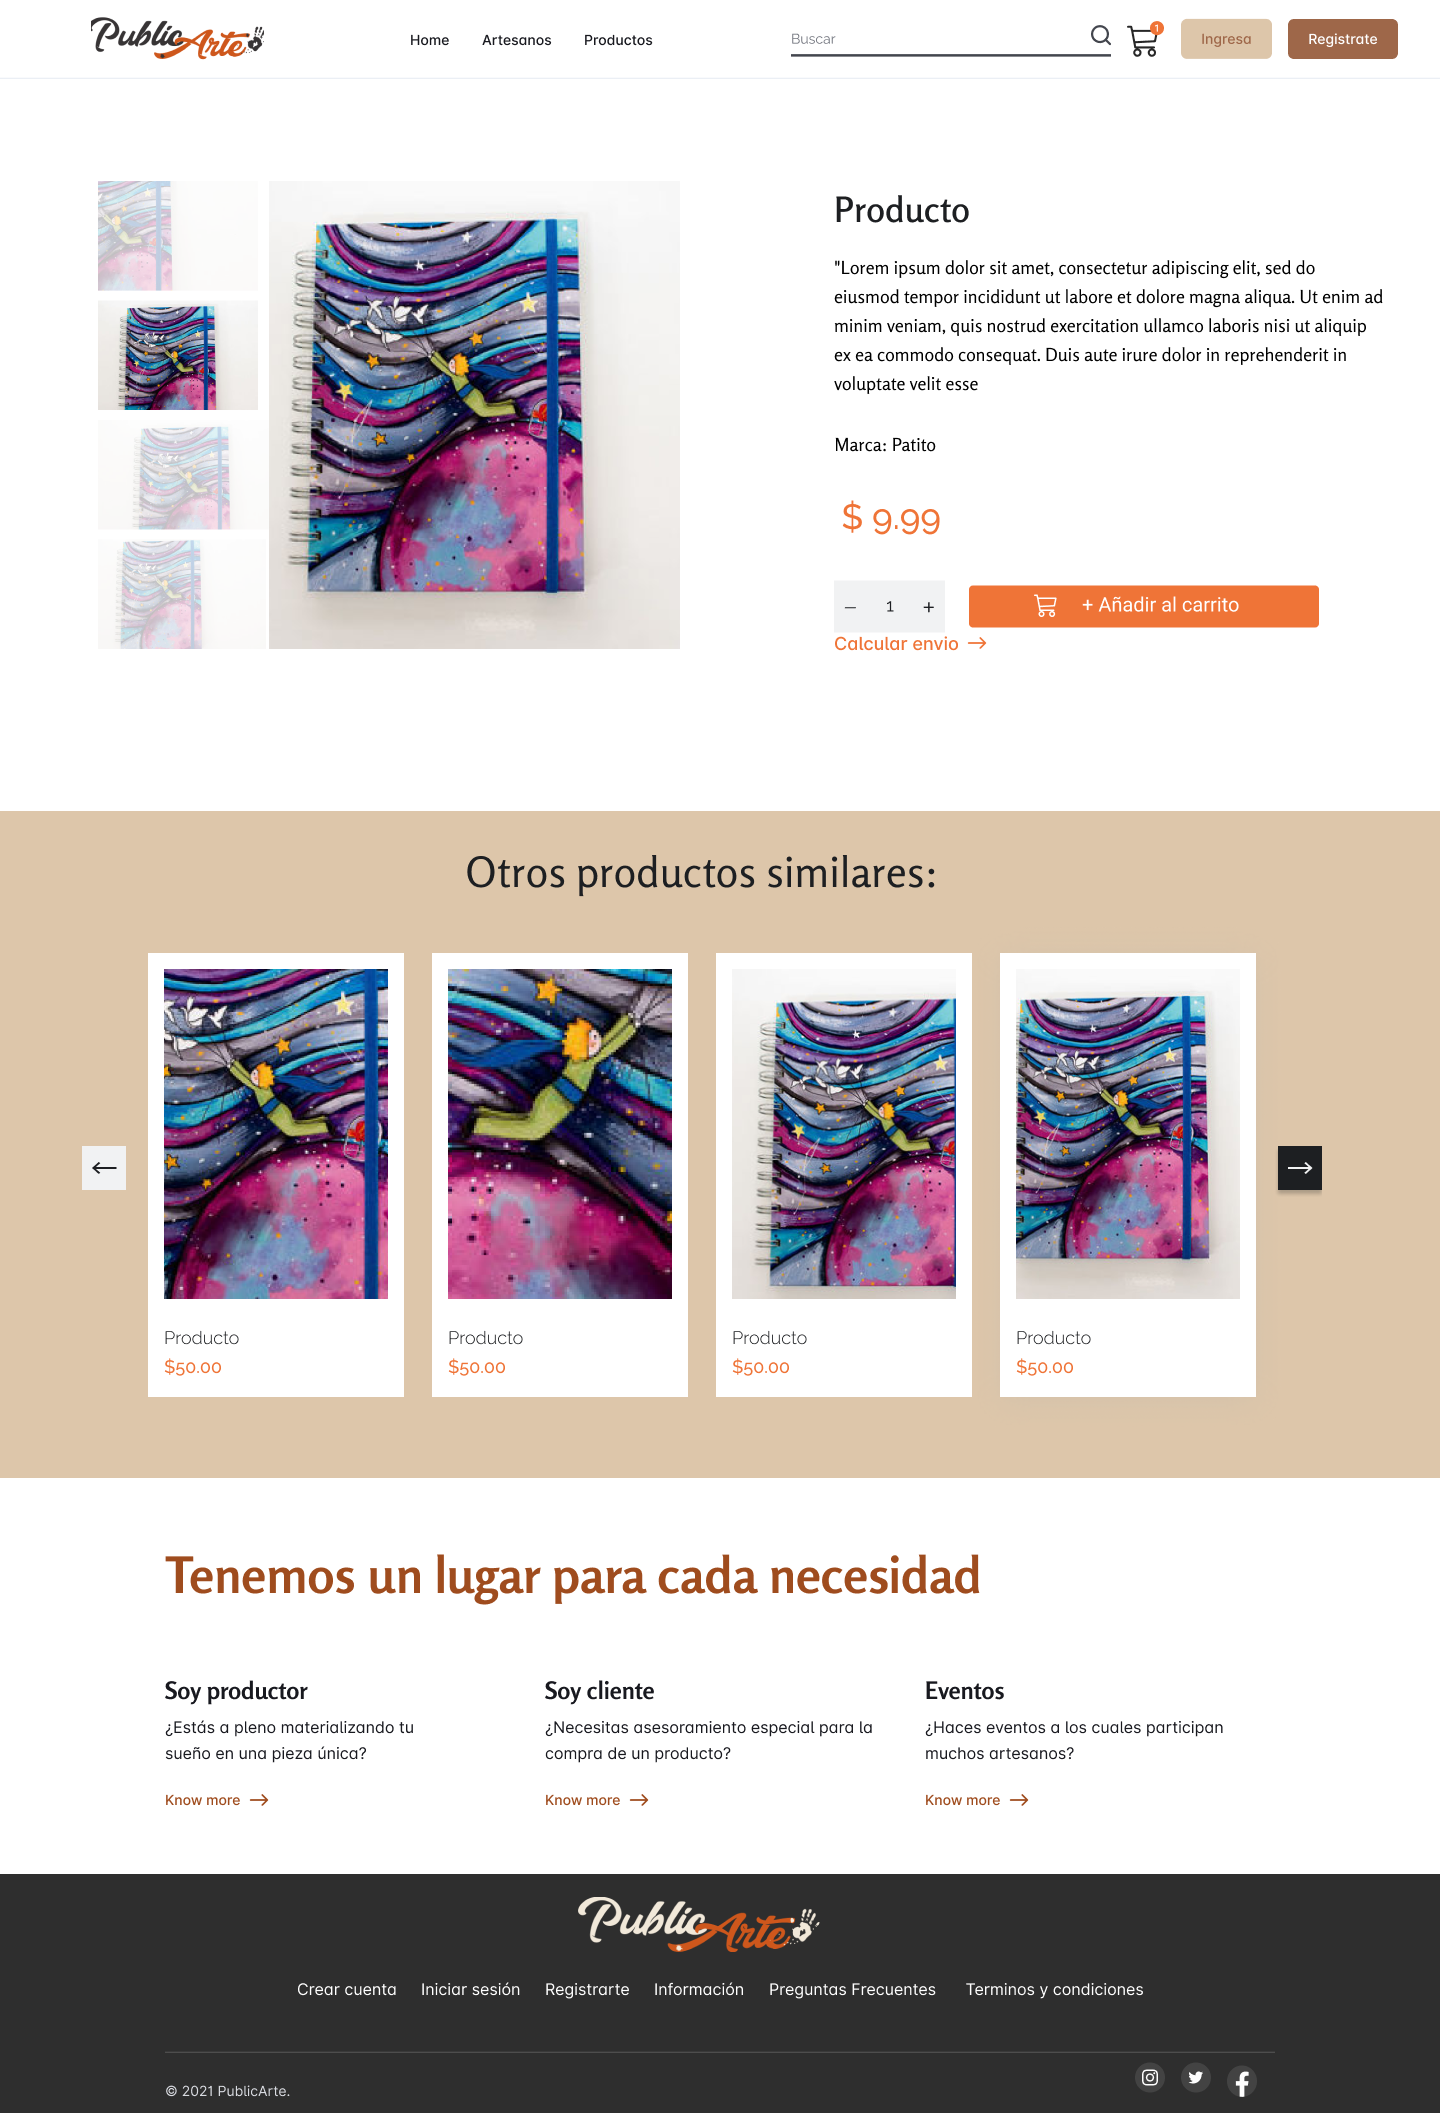 PublicArte
Home Artesanos Productos
Buscar
1
Ingresa
Registrate
Producto
"Lorem ipsum dolor sit amet, consectetur adipiscing elit, sed do
eiusmod tempor incididunt ut labore et dolore magna aliqua. Ut enim ad
minim veniam, quis nostrud exercitation ullamco laboris nisi ut aliquip
ex ea commodo consequat. Duis aute irure dolor in reprehenderit in
voluptate velit esse
Marca: Patito
$ 9.99
– 1 +
+ Añadir al carrito
Calcular envio
Otros productos similares:
Producto
$50.00
Producto
$50.00
Producto
$50.00
Producto
$50.00
Tenemos un lugar para cada necesidad
Soy productor
¿Estás a pleno materializando tu
sueño en una pieza única?
Know more
Soy cliente
¿Necesitas asesoramiento especial para la
compra de un producto?
Know more
Eventos
¿Haces eventos a los cuales participan
muchos artesanos?
Know more
PublicArte
Crear cuenta Iniciar sesión Registrarte Información Preguntas Frecuentes Terminos y condiciones
© 2021 PublicArte.